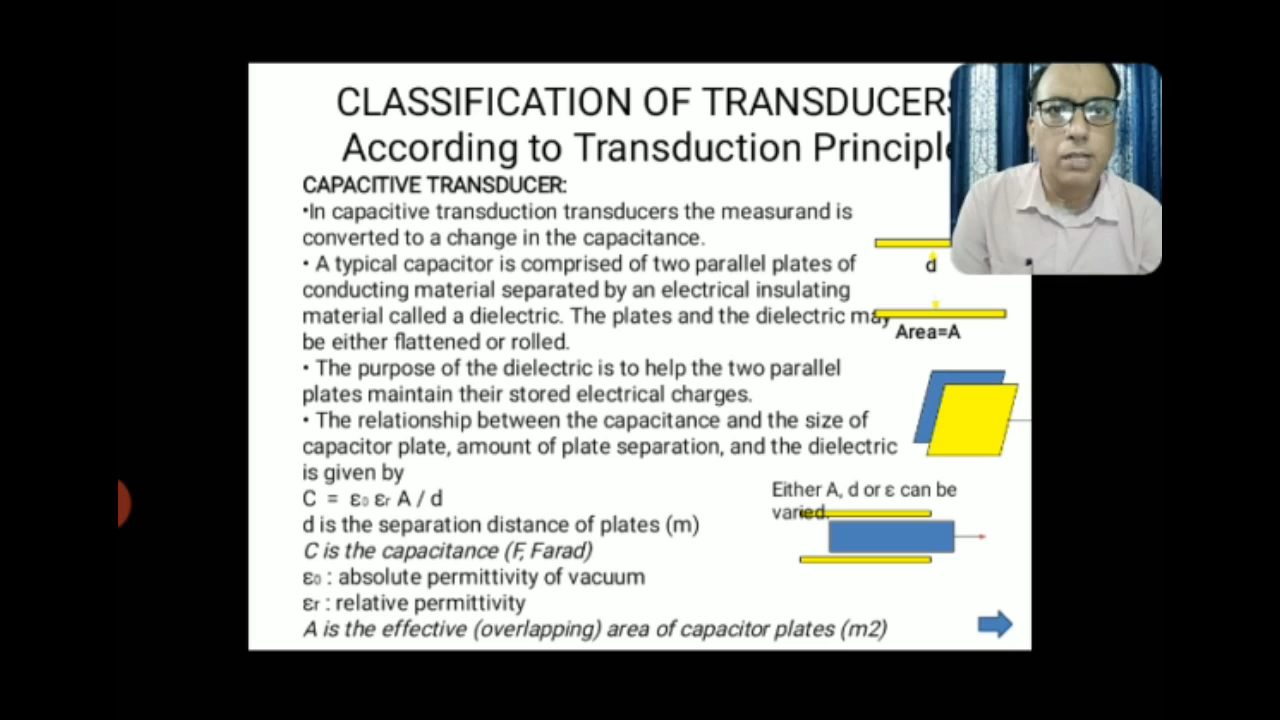 CLASSIFICATION OF TRANSDUCERS
According to Transduction Principle
CAPACITIVE TRANSDUCER:
•In capacitive transduction transducers the measurand is
converted to a change in the capacitance.
• A typical capacitor is comprised of two parallel plates of
conducting material separated by an electrical insulating
material called a dielectric. The plates and the dielectric may
be either flattened or rolled.
• The purpose of the dielectric is to help the two parallel
plates maintain their stored electrical charges.
• The relationship between the capacitance and the size of
capacitor plate, amount of plate separation, and the dielectric
is given by
C = ε₀ εᵣ A / d
d is the separation distance of plates (m)
C is the capacitance (F, Farad)
ε₀ : absolute permittivity of vacuum
εr : relative permittivity
A is the effective (overlapping) area of capacitor plates (m2)
d
Area=A
Either A, d or ε can be
varied.